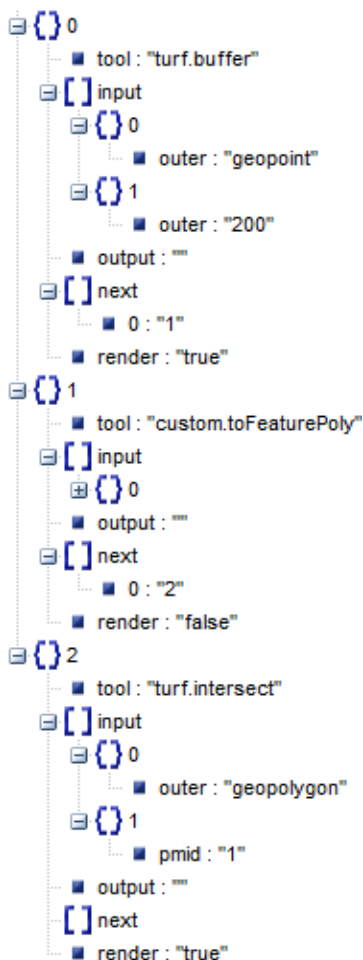 {} 0
tool : "turf.buffer"
[ ] input
{} 0
outer : "geopoint"
{} 1
outer : "200"
output : ""
[ ] next
0 : "1"
render : "true"
{} 1
tool : "custom.toFeaturePoly"
[ ] input
{} 0
output : ""
[ ] next
0 : "2"
render : "false"
{} 2
tool : "turf.intersect"
[ ] input
{} 0
outer : "geopolygon"
{} 1
pmid : "1"
output : ""
[ ] next
render : "true"